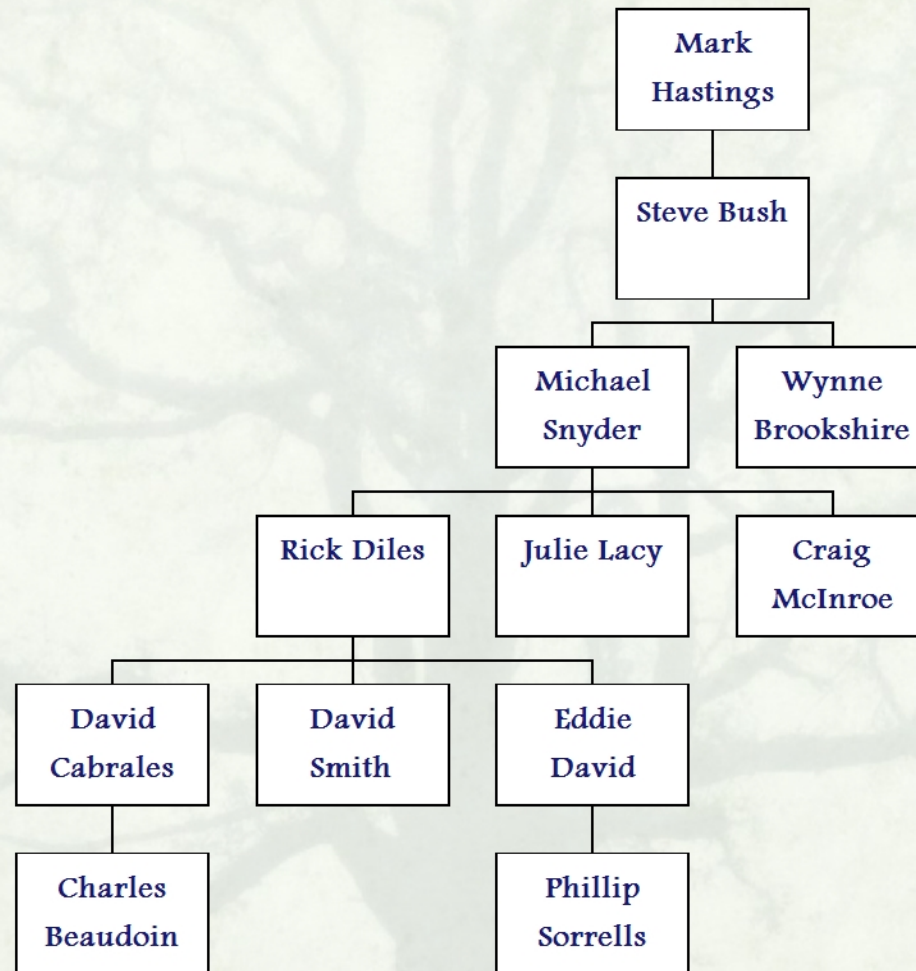 Mark
Hastings
Steve Bush
Michael
Snyder
Wynne
Brookshire
Rick Diles
Julie Lacy
Craig
McInroe
David
Cabrales
David
Smith
Eddie
David
Charles
Beaudoin
Phillip
Sorrells